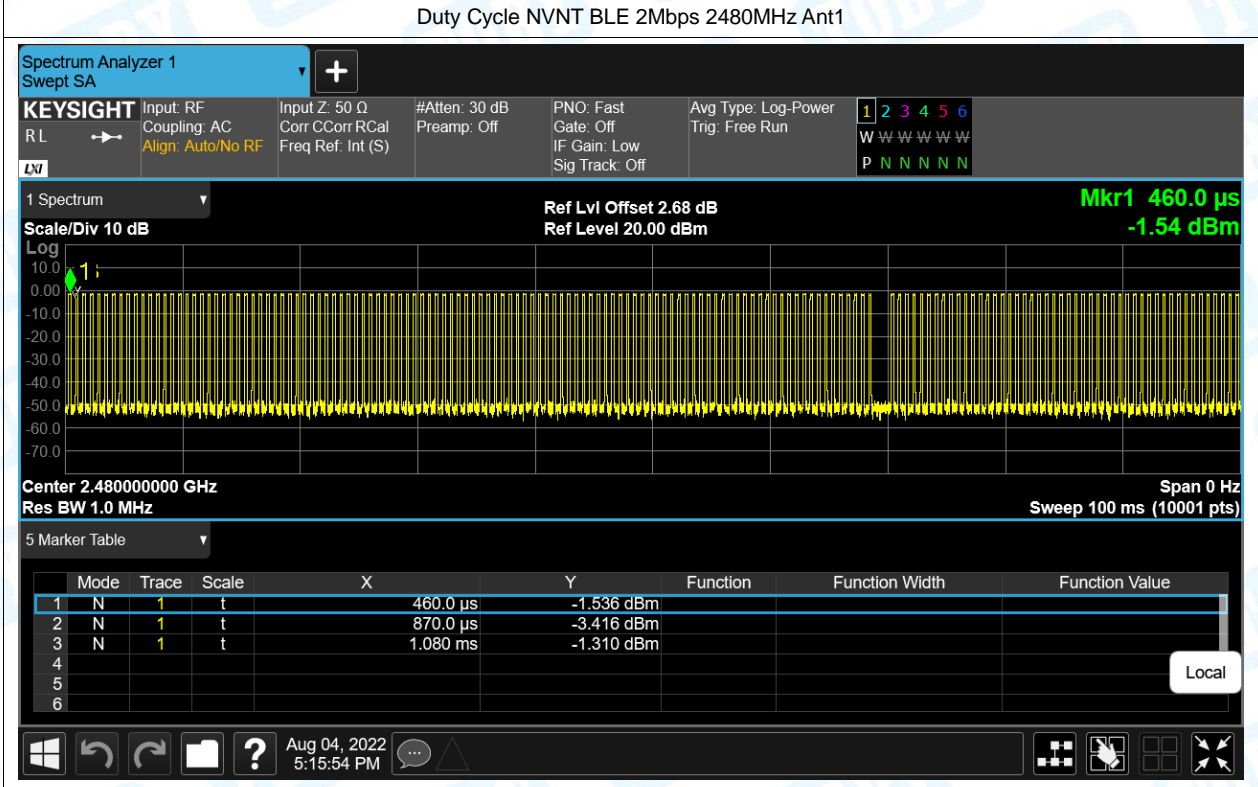 Duty Cycle NVNT BLE 2Mbps 2480MHz Ant1
Spectrum Analyzer 1
Swept SA
KEYSIGHT
R L
LXI
Input: RF
Coupling: AC
Align: Auto/No RF
Input Z: 50 Ω
Corr CCorr RCal
Freq Ref: Int (S)
#Atten: 30 dB
Preamp: Off
PNO: Fast
Gate: Off
IF Gain: Low
Sig Track: Off
Avg Type: Log-Power
Trig: Free Run
1 2 3 4 5 6
W W W W W W
P N N N N N
1 Spectrum
Scale/Div 10 dB
Ref Lvl Offset 2.68 dB
Ref Level 20.00 dBm
Mkr1 460.0 µs
-1.54 dBm
Log
10.0
0.00
-10.0
-20.0
-30.0
-40.0
-50.0
-60.0
-70.0
1
Center 2.480000000 GHz
Res BW 1.0 MHz
Span 0 Hz
Sweep 100 ms (10001 pts)
5 Marker Table
Mode Trace Scale X Y Function Function Width Function Value
1 N 1 t 460.0 µs -1.536 dBm
2 N 1 t 870.0 µs -3.416 dBm
3 N 1 t 1.080 ms -1.310 dBm
4
5
6
Local
?
Aug 04, 2022
5:15:54 PM